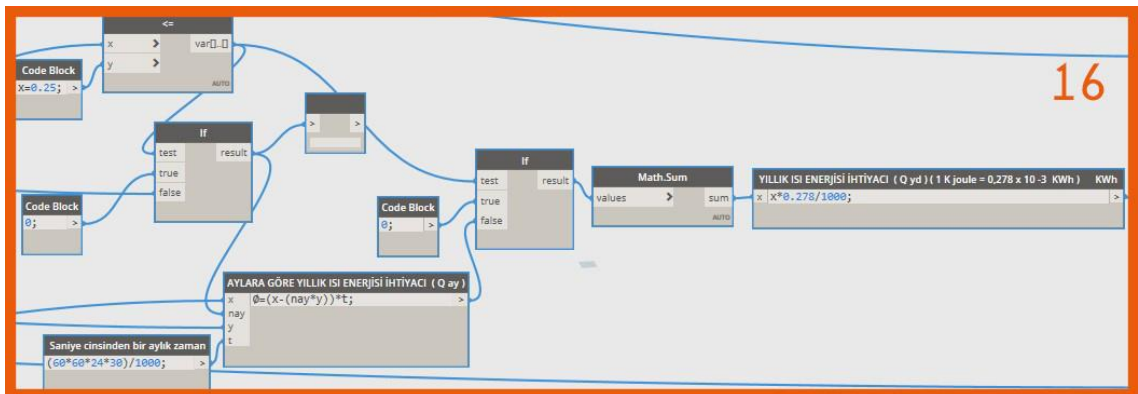 <=
x > var[]..[]
y >
AUTO
Code Block
X=0.25; >
16
If
test result
true
false
> >
Code Block
0; >
If
test result
true
false
Code Block
0; >
Math.Sum
values > sum
AUTO
YILLIK ISI ENERJİSİ İHTİYACI ( Q yd ) ( 1 K joule = 0,278 x 10 -3 KWh ) KWh
x x*0.278/1000; >
AYLARA GÖRE YILLIK ISI ENERJİSİ İHTİYACI ( Q ay )
x Ø=(x-(nay*y))*t; >
nay
y
t
Saniye cinsinden bir aylık zaman
(60*60*24*30)/1000; >